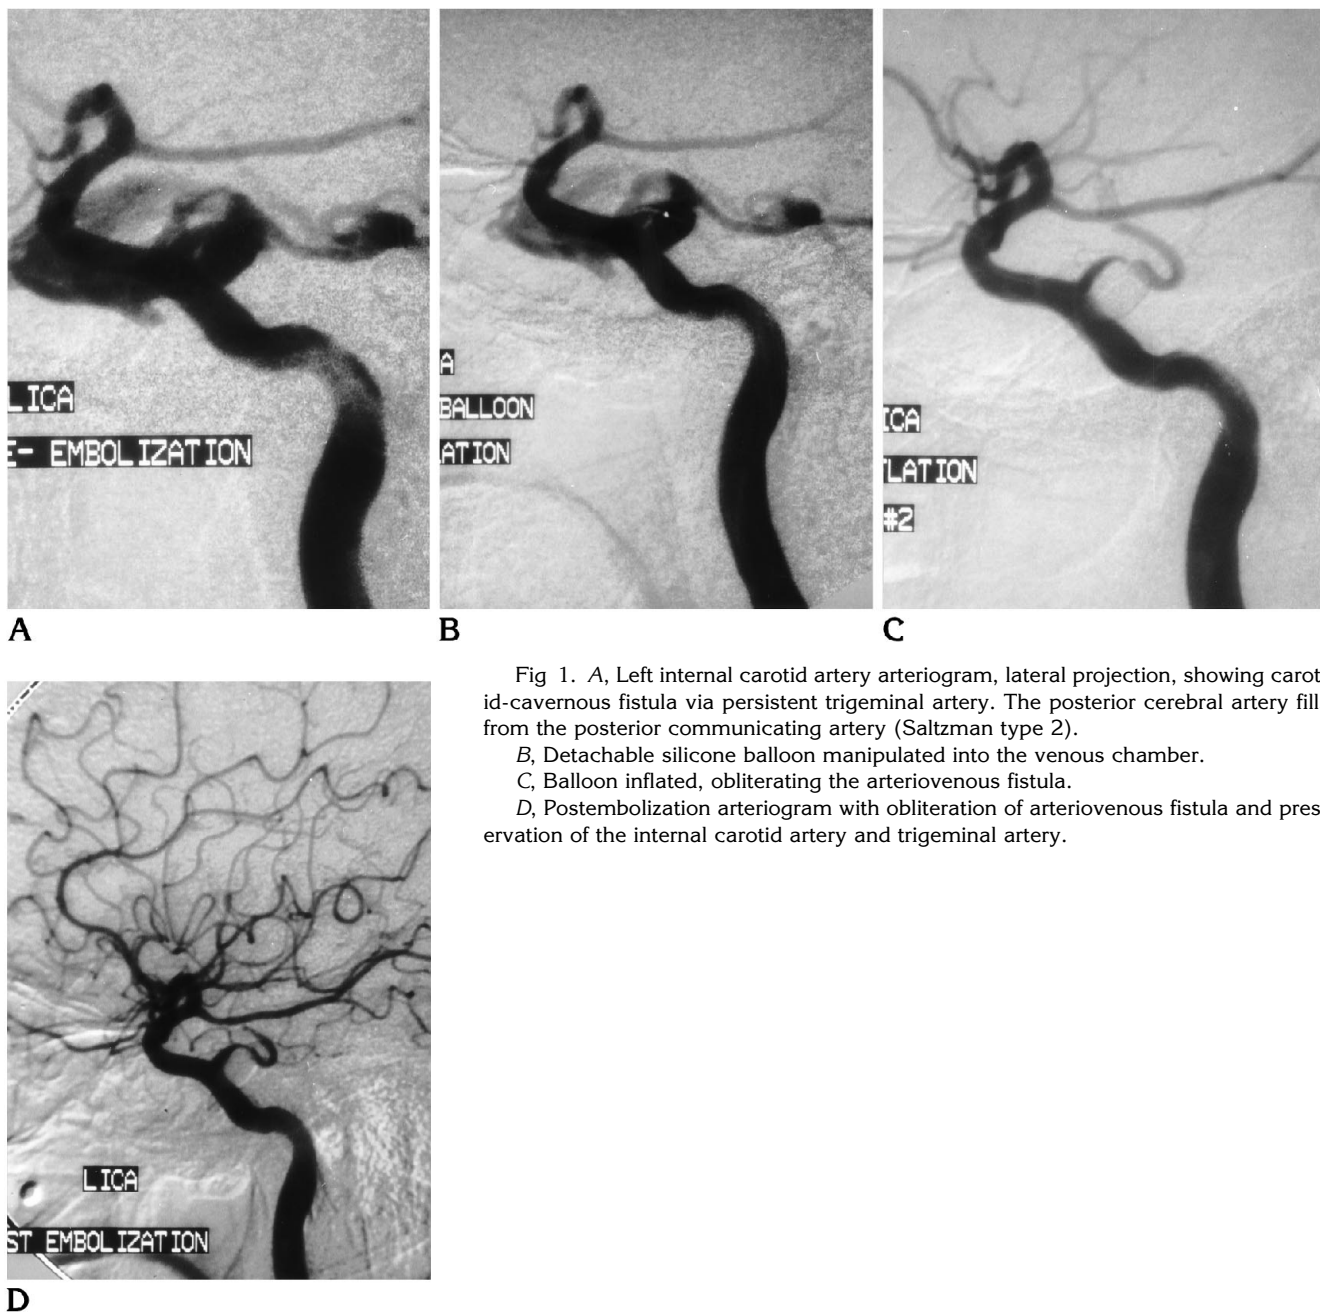 LICA
E- EMBOLIZATION
A
BALLOON
ATION
ICA
LATION
#2
A
B
C
Fig 1. A, Left internal carotid artery arteriogram, lateral projection, showing carot
id-cavernous fistula via persistent trigeminal artery. The posterior cerebral artery fill
from the posterior communicating artery (Saltzman type 2).
B, Detachable silicone balloon manipulated into the venous chamber.
C, Balloon inflated, obliterating the arteriovenous fistula.
D, Postembolization arteriogram with obliteration of arteriovenous fistula and pres
ervation of the internal carotid artery and trigeminal artery.
LICA
ST EMBOLIZATION
D